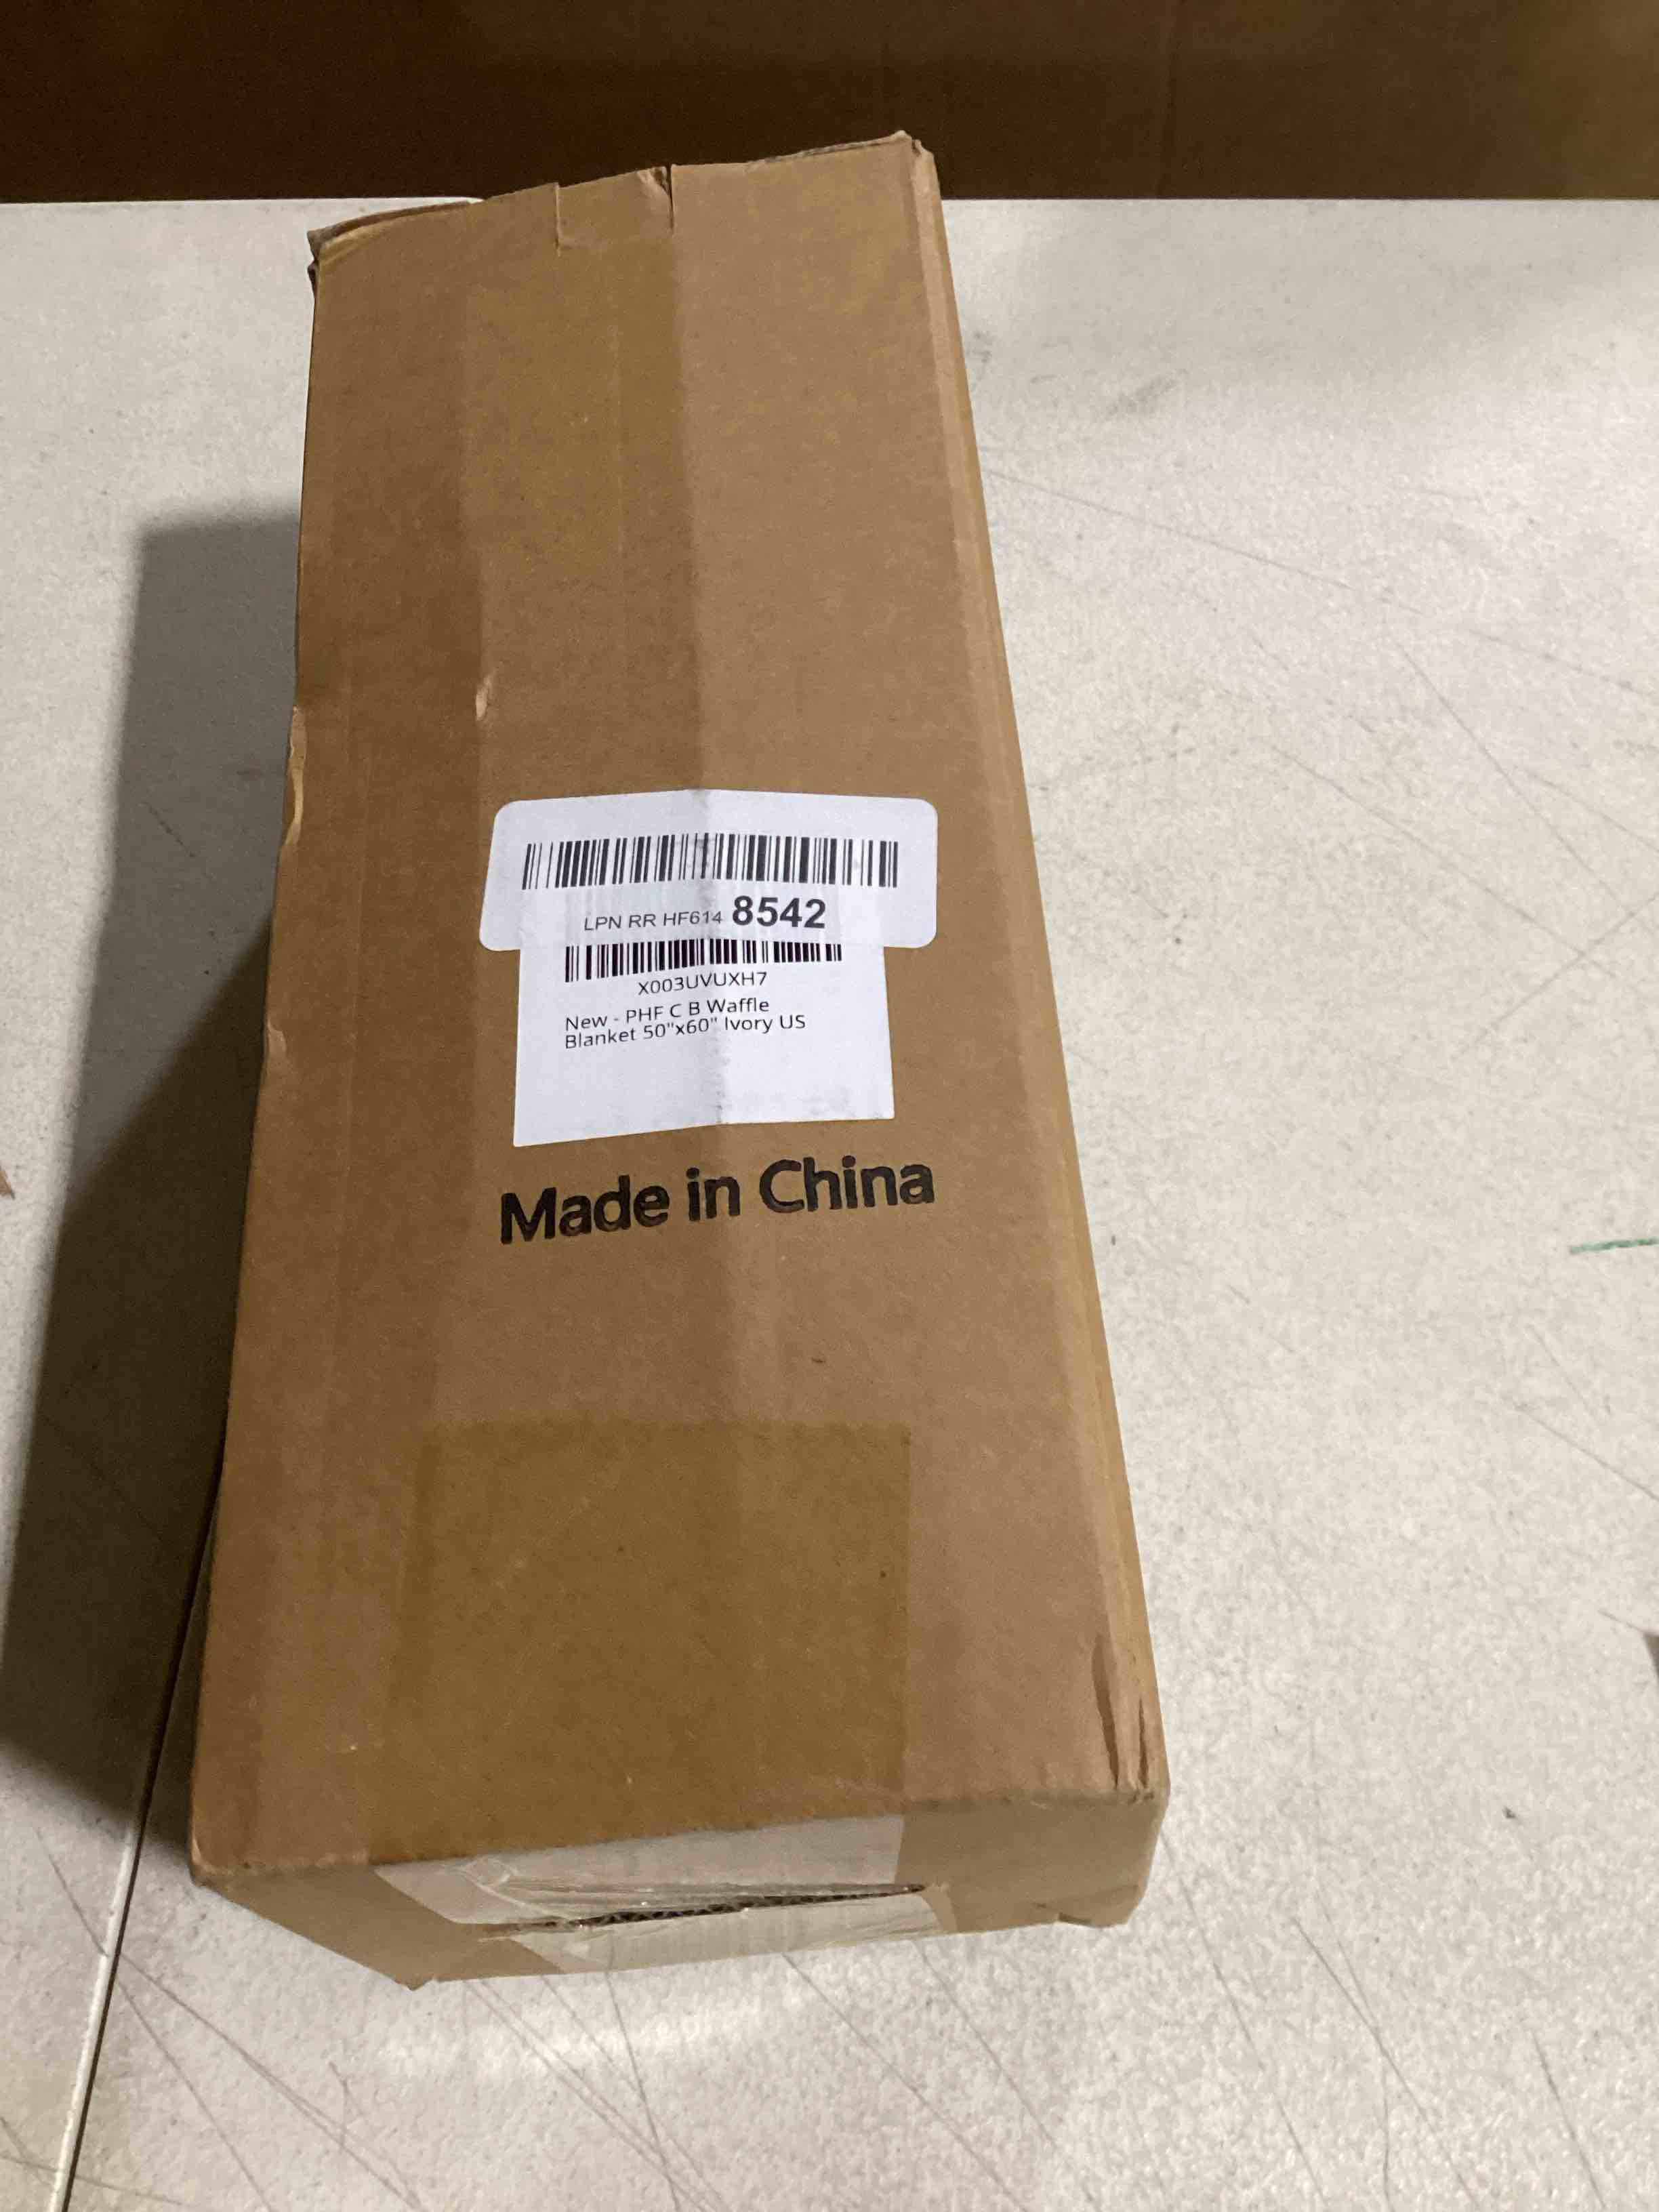 LPN RR HF614 8542
X003UVUXH7
New - PHF C B Waffle
Blanket 50"x60" Ivory US
Made in China